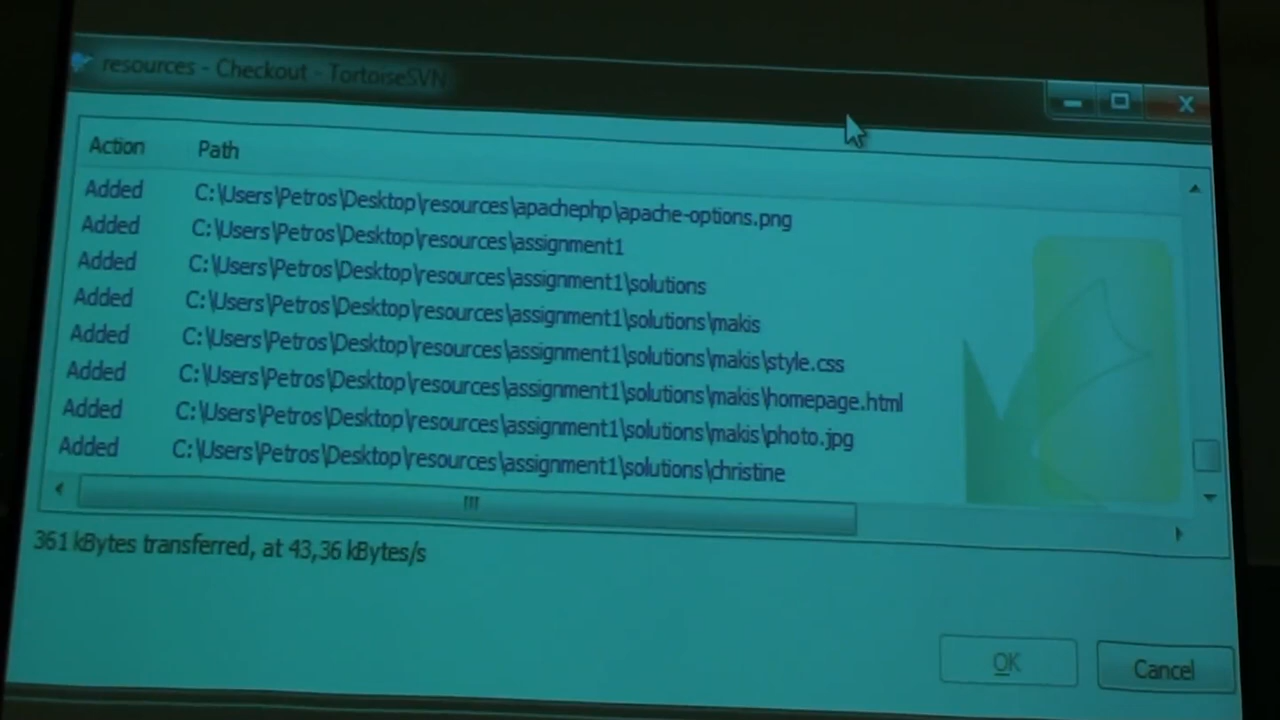 resources - Checkout - TortoiseSVN
Action Path
Added C:\Users\Petros\Desktop\resources\apachephp\apache-options.png
Added C:\Users\Petros\Desktop\resources\assignment1
Added C:\Users\Petros\Desktop\resources\assignment1\solutions
Added C:\Users\Petros\Desktop\resources\assignment1\solutions\makis
Added C:\Users\Petros\Desktop\resources\assignment1\solutions\makis\style.css
Added C:\Users\Petros\Desktop\resources\assignment1\solutions\makis\homepage.html
Added C:\Users\Petros\Desktop\resources\assignment1\solutions\makis\photo.jpg
Added C:\Users\Petros\Desktop\resources\assignment1\solutions\christine
361 kBytes transferred, at 43,36 kBytes/s
OK Cancel